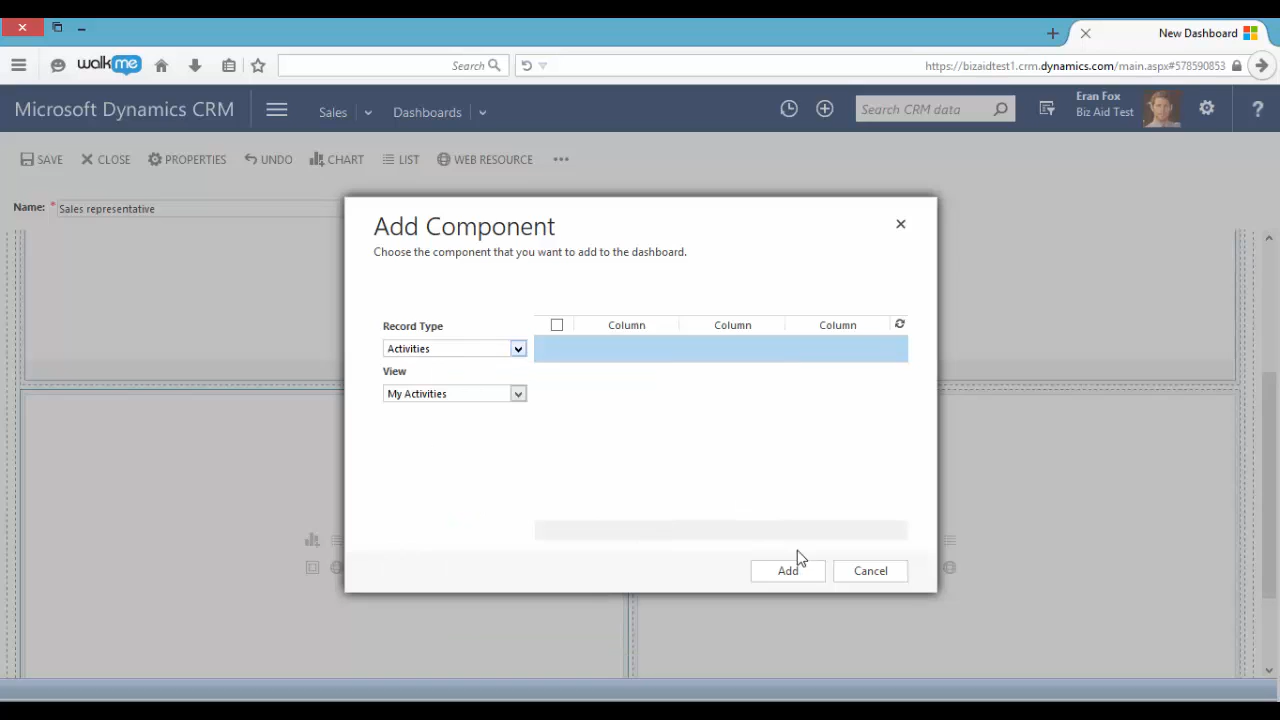 New Dashboard
walkme
Search
https://bizaidtest1.crm.dynamics.com/main.aspx#578590853
Microsoft Dynamics CRM
Sales
Dashboards
Search CRM data
Eran Fox
Biz Aid Test
?
SAVE
CLOSE
PROPERTIES
UNDO
CHART
LIST
WEB RESOURCE
•••
Name: * Sales representative
Add Component
Choose the component that you want to add to the dashboard.
Record Type
Activities
View
My Activities
Column Column Column
Add
Cancel